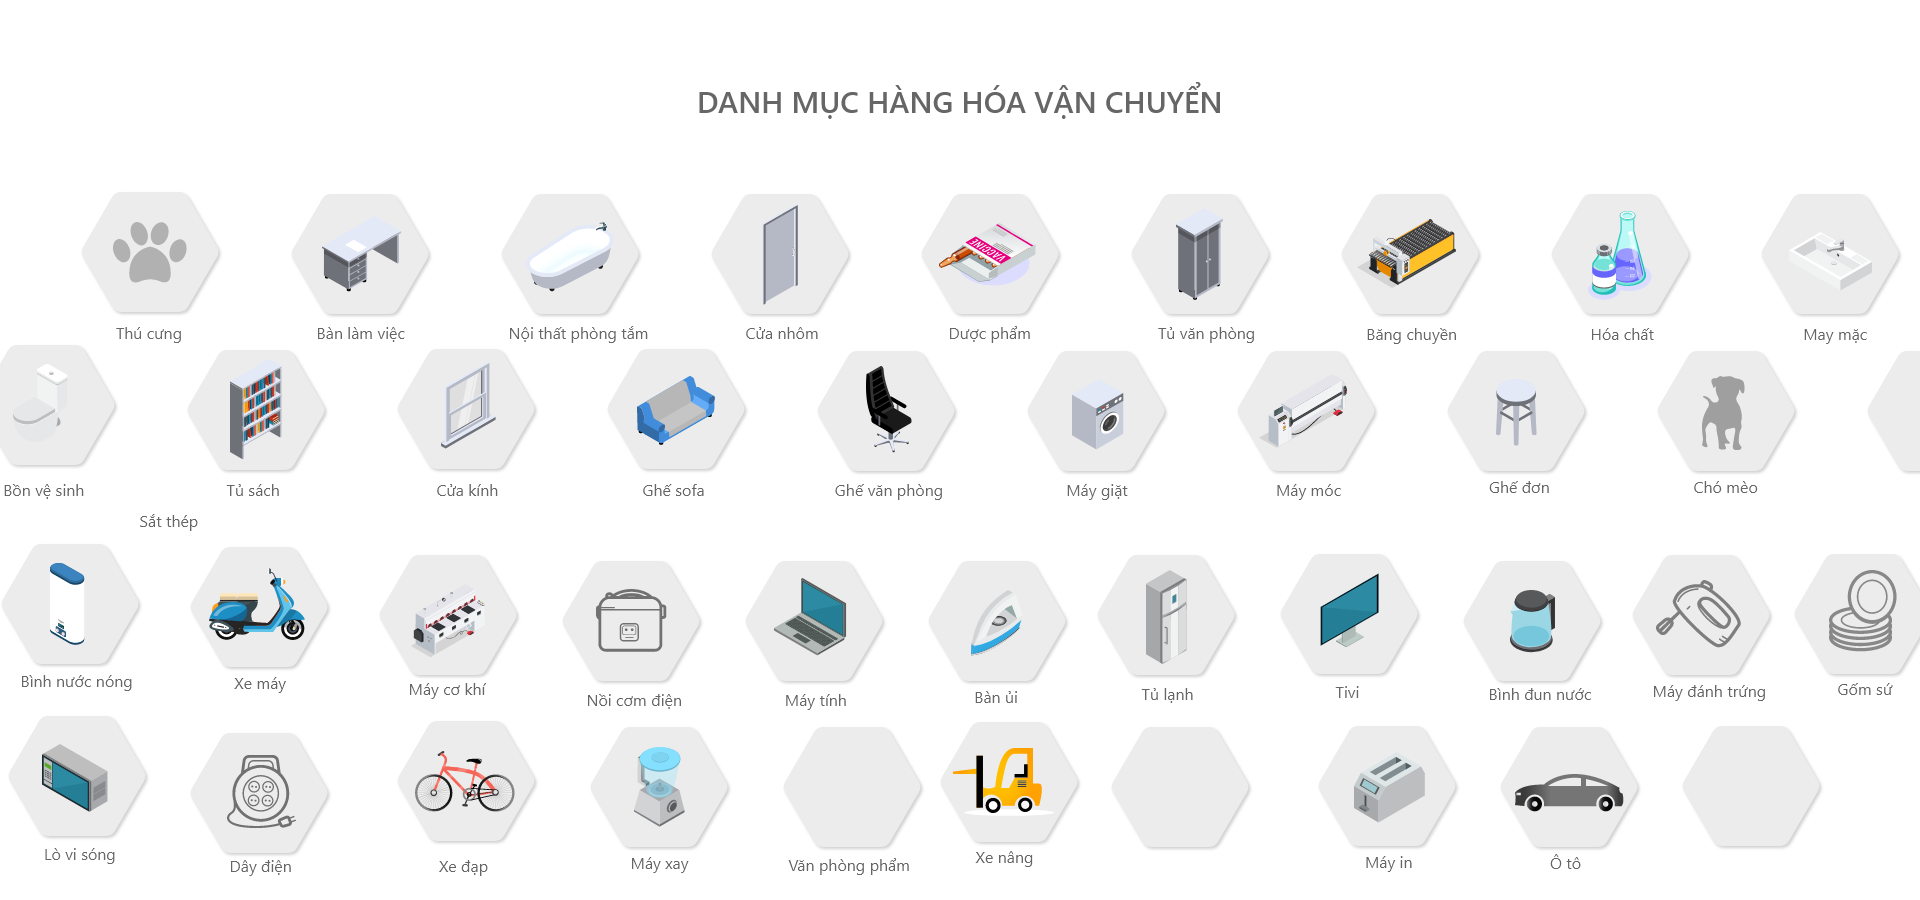 DANH MỤC HÀNG HÓA VẬN CHUYỂN
Thú cưng
Bàn làm việc
Nội thất phòng tắm
Cửa nhôm
VACCINE
Dược phẩm
Tủ văn phòng
Băng chuyền
Hóa chất
May mặc
Bồn vệ sinh
Tủ sách
Cửa kính
Ghế sofa
Ghế văn phòng
Máy giặt
Máy móc
Ghế đơn
Chó mèo
Sắt thép
Bình nước nóng
Xe máy
Máy cơ khí
Nồi cơm điện
Máy tính
Bàn ủi
Tủ lạnh
Tivi
Bình đun nước
Máy đánh trứng
Gốm sứ
Lò vi sóng
Dây điện
Xe đạp
Máy xay
Văn phòng phẩm
Xe nâng
Máy in
Ô tô